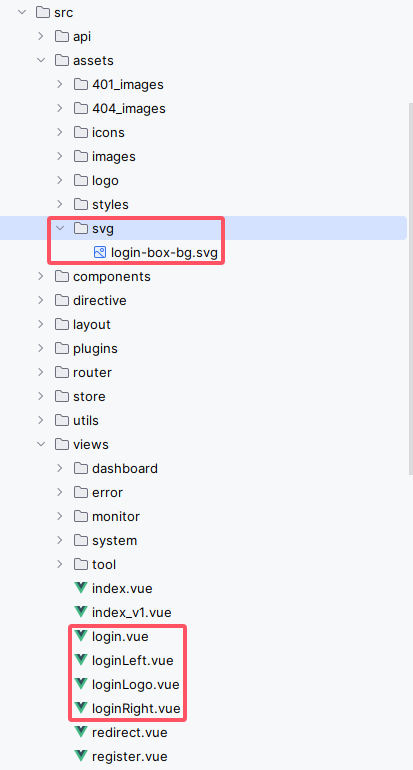 src
api
assets
401_images
404_images
icons
images
logo
styles
svg
login-box-bg.svg
components
directive
layout
plugins
router
store
utils
views
dashboard
error
monitor
system
tool
index.vue
index_v1.vue
login.vue
loginLeft.vue
loginLogo.vue
loginRight.vue
redirect.vue
register.vue